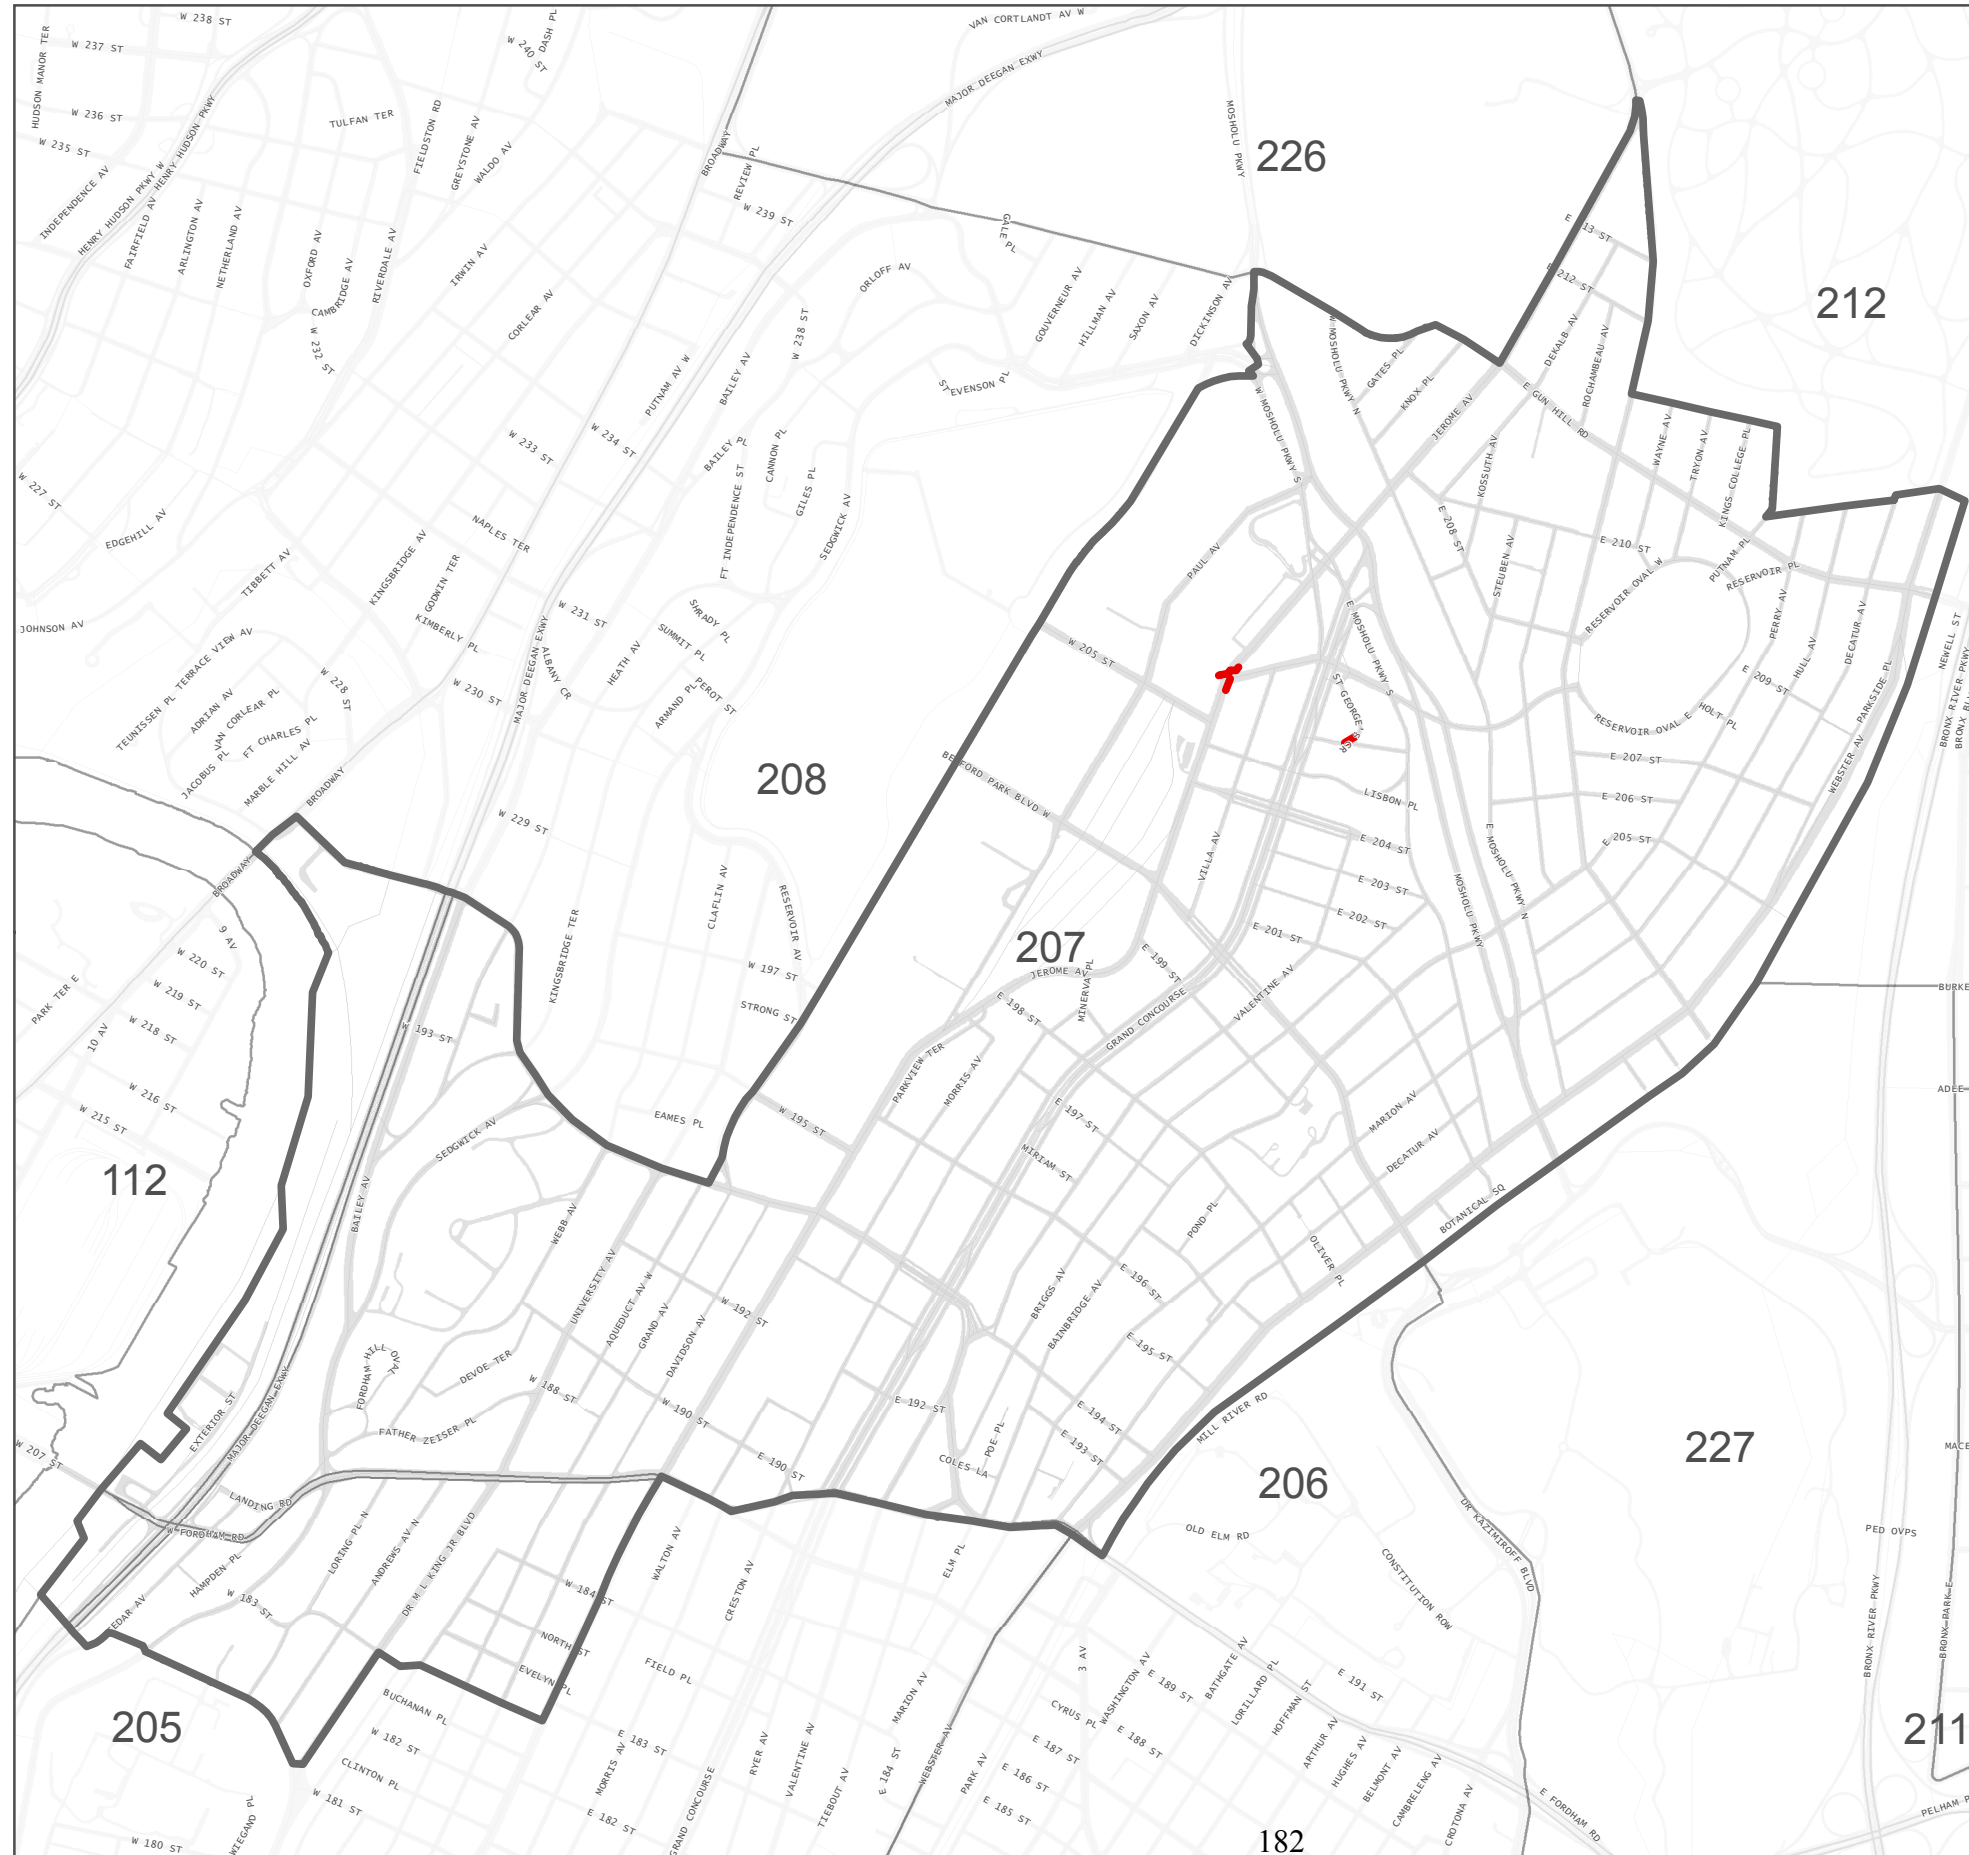 W 238 ST
W 237 ST
HUDSON MANOR TER
W 236 ST
W 235 ST
INDEPENDENCE AV
HENRY HUDSON PKWY W
HENRY HUDSON PKWY
FAIRFIELD AV
ARLINGTON AV
NETHERLAND AV
TULFAN TER
OXFORD AV
CAMBRIDGE AV
W 232 ST
RIVERDALE AV
FIELDSTON RD
GREYSTONE AV
WALDO AV
W 240 ST
DASH PL
BROADWAY
REVIEW PL
W 239 ST
VAN CORTLANDT AV W
MAJOR DEEGAN EXWY
MOSHOLU PKWY
226
GALE PL
ORLOFF AV
GOUVERNEUR AV
HILLMAN AV
SAXON AV
DICKINSON AV
IRWIN AV
CORLEAR AV
W 238 ST
PUTNAM AV W
BAILEY AV
STEVENSON PL
W MOSHOLU PKWY S
W MOSHOLU PKWY N
GATES PL
KNOX PL
JEROME AV
E 213 ST
E 212 ST
DEKALB AV
ROCHAMBEAU AV
E GUN HILL RD
212
WAYNE AV
TRYON AV
KINGS COLLEGE PL
KOSSUTH AV
E 208 ST
STEUBEN AV
E 210 ST
RESERVOIR OVAL W
PUTNAM PL
RESERVOIR PL
PERRY AV
HULL AV
DECATUR AV
E 209 ST
HOLT PL
RESERVOIR OVAL E
WEBSTER AV
PARKSIDE PL
NEWELL ST
BRONX RIVER PKWY
E 207 ST
E 206 ST
E 205 ST
W 227 ST
EDGEHILL AV
W 233 ST
W 234 ST
BAILEY PL
CANNON PL
GILES PL
FT INDEPENDENCE ST
SEDGWICK AV
NAPLES TER
TIBBETT AV
KINGSBRIDGE AV
GODWIN TER
KIMBERLY PL
W 231 ST
W 230 ST
ALBANY CR
MAJOR DEEGAN EXWY
HEATH AV
SHRADY PL
SUMMIT PL
PEROT ST
ARMAND PL
JOHNSON AV
TEUNISSEN PL
TERRACE VIEW AV
ADRIAN AV
VAN CORLEAR PL
FT CHARLES PL
JACOBUS PL
MARBLE HILL AV
W 228 ST
BROADWAY
208
W 229 ST
PAUL AV
W 205 ST
E MOSHOLU PKWY S
ST GEORGE'S CR
LISBON PL
E 204 ST
E 203 ST
E 202 ST
E 201 ST
VILLA AV
BEDFORD PARK BLVD W
E MOSHOLU PKWY N
MOSHOLU PKWY
BROADWAY
9 AV
W 220 ST
W 219 ST
W 218 ST
PARK TER E
10 AV
W 216 ST
W 215 ST
112
W 193 ST
KINGSBRIDGE TER
CLAFLIN AV
RESERVOIR AV
W 197 ST
STRONG ST
EAMES PL
W 195 ST
207
JEROME AV
MINERVA PL
E 199 ST
E 198 ST
GRAND CONCOURSE
VALENTINE AV
PARKVIEW TER
MORRIS AV
E 197 ST
MIRIAM ST
MARION AV
DECATUR AV
BOTANICAL SQ
POND PL
OLIVER PL
E 196 ST
E 195 ST
BRIGGS AV
BAINBRIDGE AV
BURKE
ADEE
SEDGWICK AV
BAILEY AV
WEBB AV
UNIVERSITY AV
AQUEDUCT AV W
GRAND AV
DAVIDSON AV
W 192 ST
DEVOE TER
W 188 ST
W 190 ST
FORDHAM HILL OVAL
FATHER ZEISER PL
EXTERIOR ST
MAJOR DEEGAN EXWY
W 207 ST
LANDING RD
W FORDHAM RD
E 190 ST
E 192 ST
COLES LA
POE PL
E 194 ST
E 193 ST
MILL RIVER RD
206
227
OLD ELM RD
CONSTITUTION ROW
DR KAZIMIROFF BLVD
PED OVPS
BRONX RIVER PKWY
BRONX PARK E
MACE
CEDAR AV
HAMPDEN PL
W 183 ST
LORING PL N
ANDREWS AV N
DR M L KING JR BLVD
W 184 ST
NORTH ST
EVELYN PL
WALTON AV
CRESTON AV
ELM PL
FIELD PL
205
BUCHANAN PL
W 182 ST
CLINTON PL
W 181 ST
W 180 ST
WIEGAND PL
E 183 ST
MORRIS AV
E 182 ST
GRAND CONCOURSE
RYER AV
VALENTINE AV
TIEBOUT AV
E 184 ST
MARION AV
WEBSTER AV
PARK AV
3 AV
CYRUS PL
WASHINGTON AV
E 189 ST
E 188 ST
E 187 ST
E 186 ST
E 185 ST
BATHGATE AV
LORILLARD PL
HOFFMAN ST
E 191 ST
ARTHUR AV
HUGHES AV
BELMONT AV
CAMBRELENG AV
CROTONA AV
E FORDHAM RD
211
182